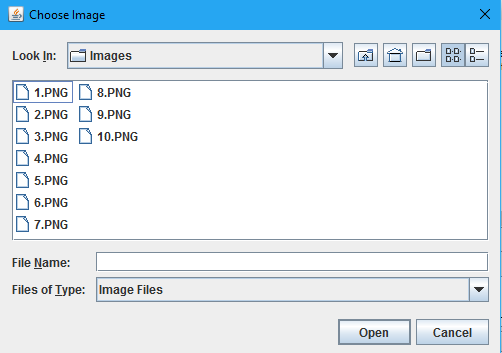 Choose Image
Look In: Images
1.PNG 8.PNG
2.PNG 9.PNG
3.PNG 10.PNG
4.PNG
5.PNG
6.PNG
7.PNG
File Name:
Files of Type: Image Files
Open Cancel